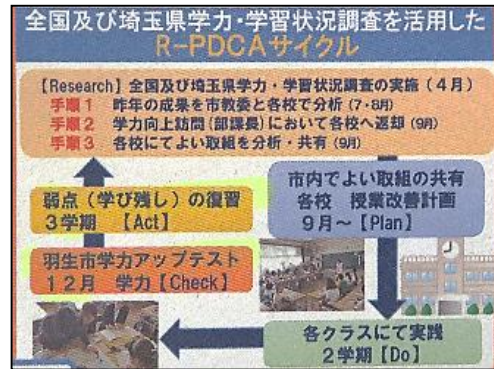 全国及び埼玉県学力・学習状況調査を活用した
R-PDCAサイクル
【Research】全国及び埼玉県学力・学習状況調査の実施（４月）
手順１ 昨年の成果を市教委と各校で分析（7・8月）
手順２ 学力向上訪問（部課長）において各校へ返却（9月）
手順３ 各校にてよい取組を分析・共有（9月）
弱点（学び残し）の復習
３学期 【Act】
市内でよい取組の共有
各校 授業改善計画
９月～【Plan】
羽生市学力アップテスト
１２月 学力【Check】
各クラスにて実践
２学期【Do】